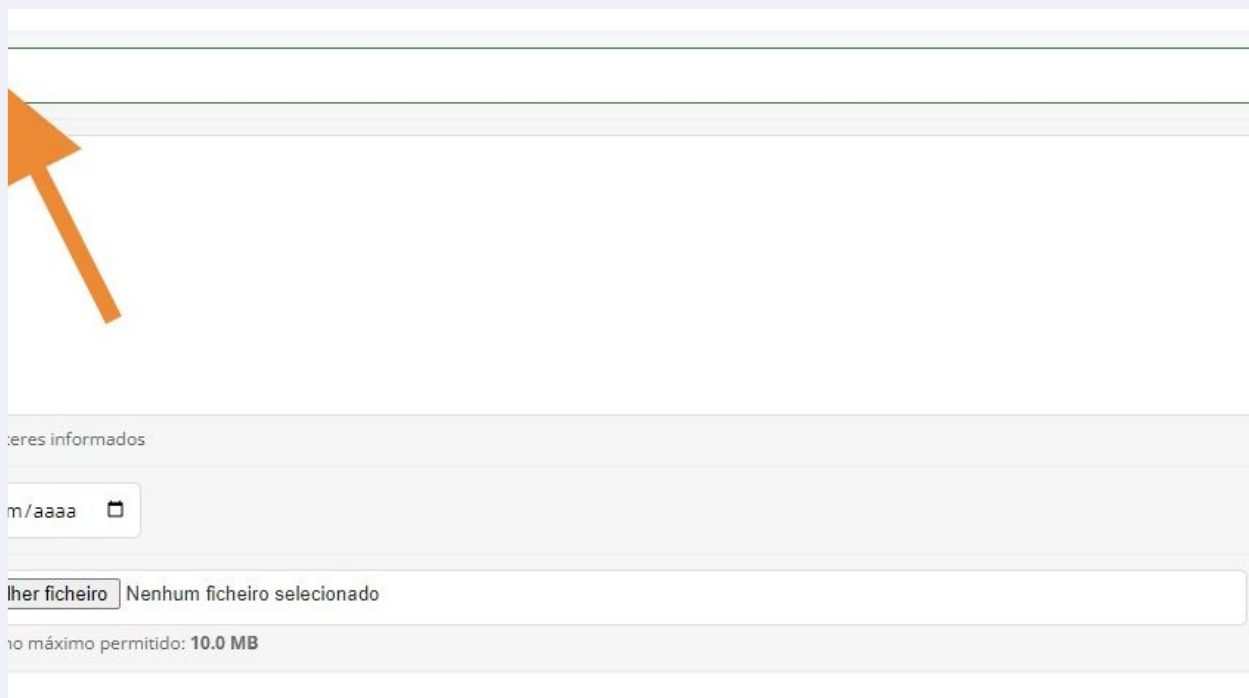 teres informados
m/aaaa
lher ficheiro Nenhum ficheiro selecionado
no máximo permitido: 10.0 MB